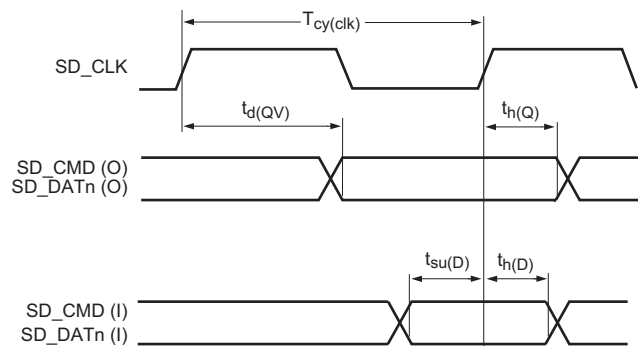 T_cy(clk)
SD_CLK
t_d(QV)
t_h(Q)
SD_CMD (O)
SD_DATn (O)
t_su(D)
t_h(D)
SD_CMD (I)
SD_DATn (I)